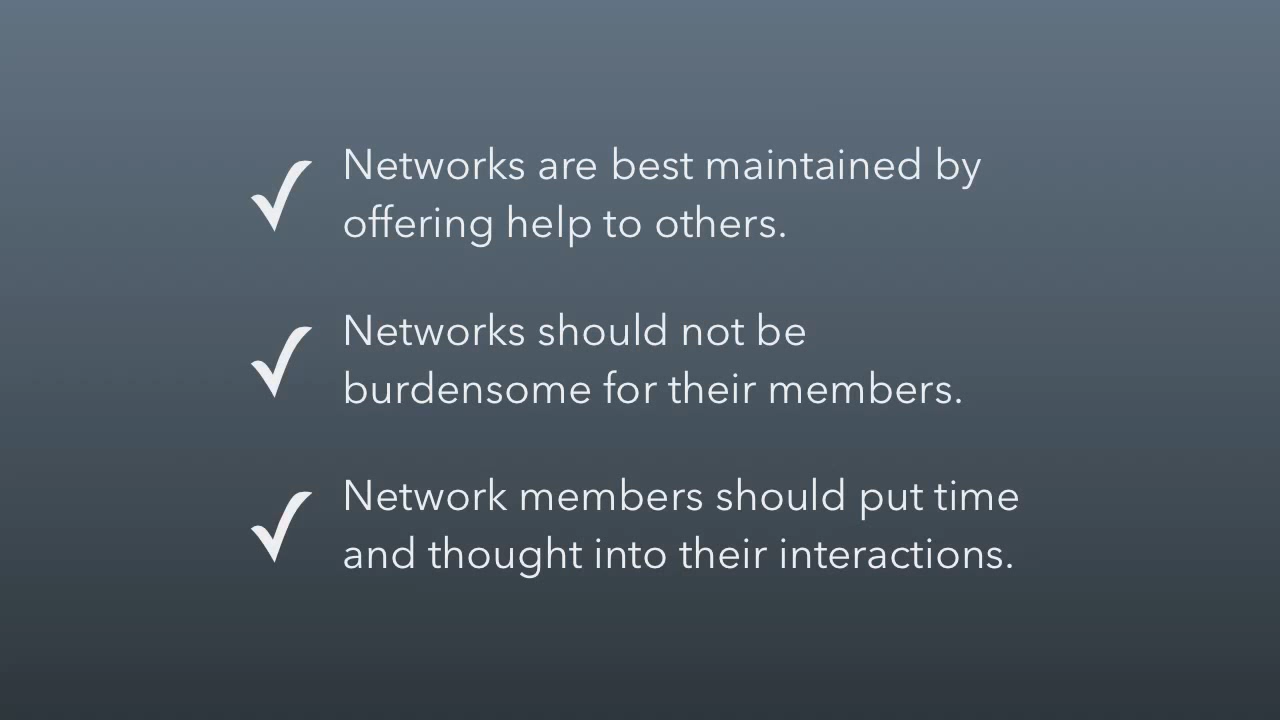 Networks are best maintained by
offering help to others.
Networks should not be
burdensome for their members.
Network members should put time
and thought into their interactions.